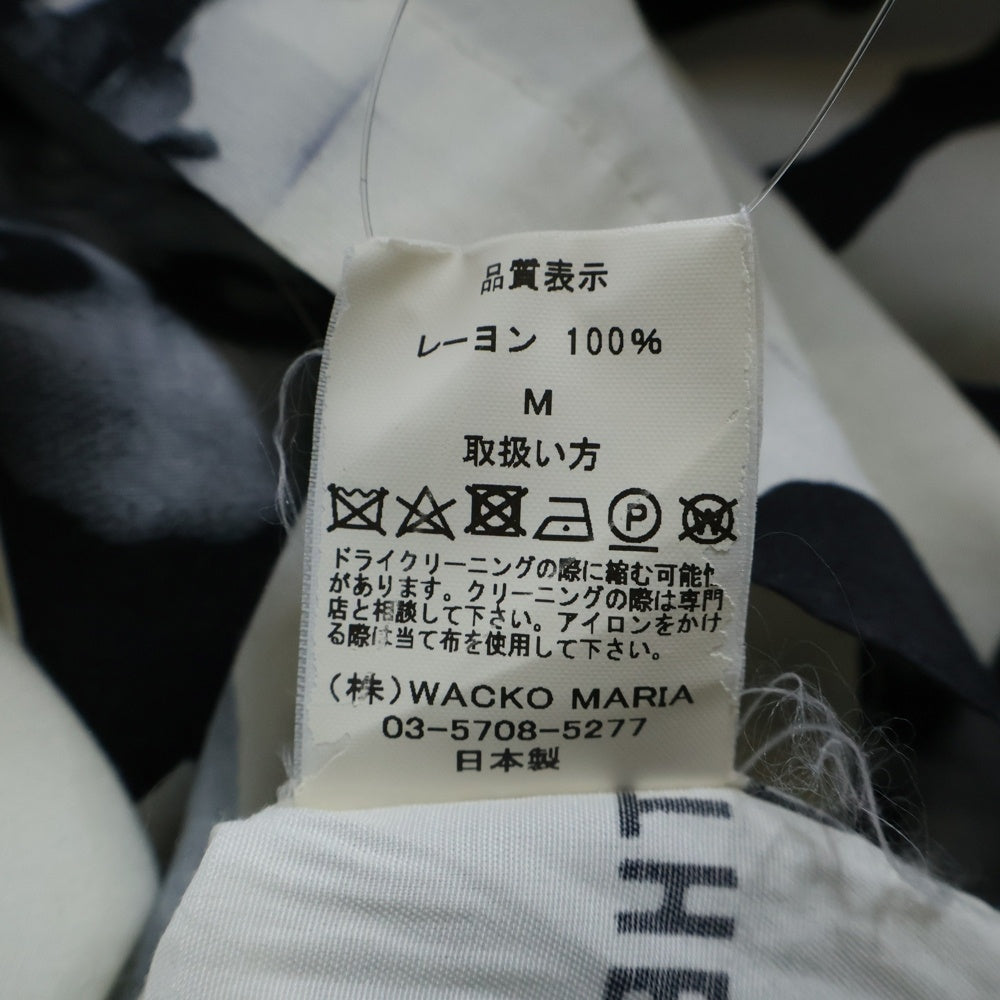 品質表示
レーヨン 100%
M
取扱い方
P W
ドライクリーニングの際に縮む可能性
があります。クリーニングの際は専門
店と相談して下さい。アイロンをかけ
る際は当て布を使用して下さい。
(株)WACKO MARIA
03-5708-5277
日本製
THE